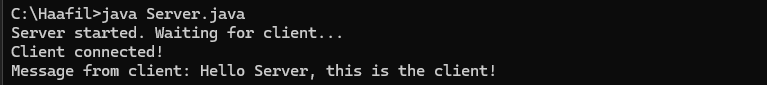 C:\Haafil>java Server.java
Server started. Waiting for client...
Client connected!
Message from client: Hello Server, this is the client!